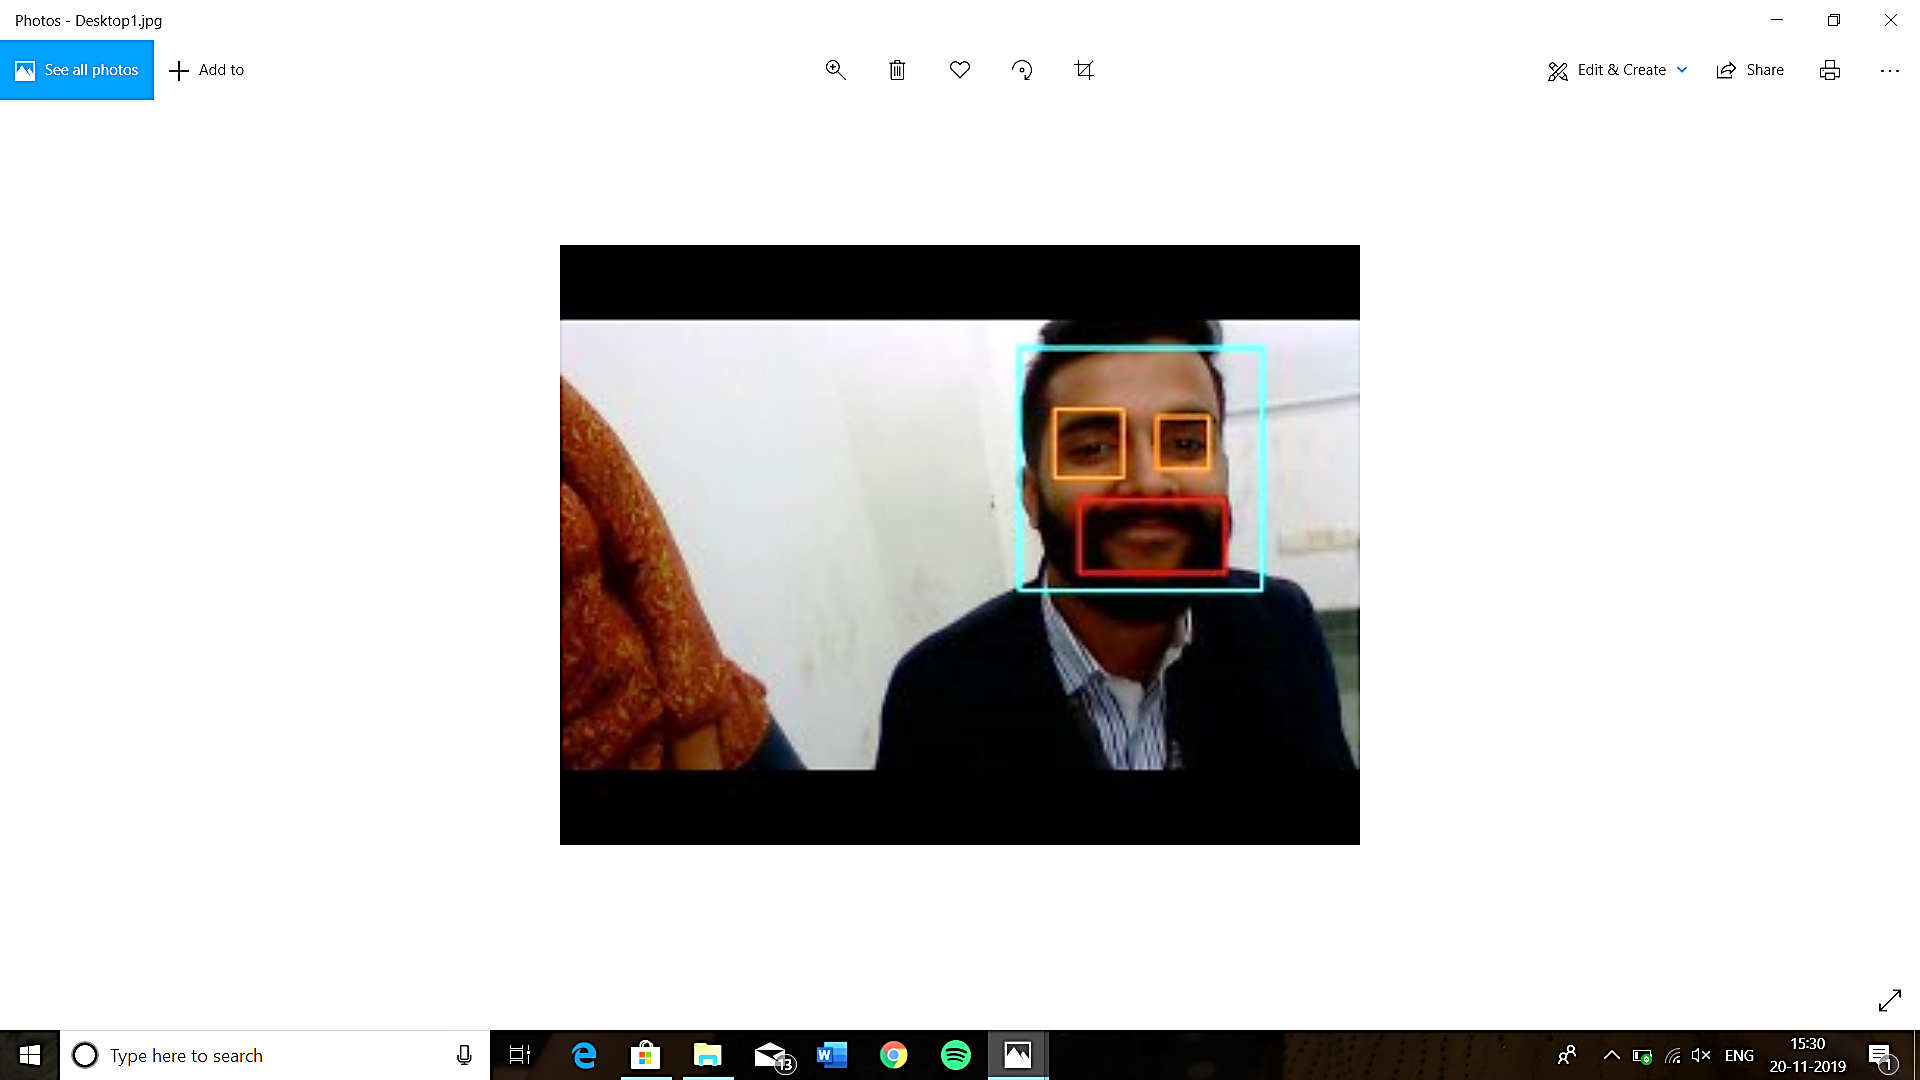 Photos - Desktop1.jpg
See all photos
Add to
Edit & Create
Share
Type here to search
13
W
ENG
15:30
20-11-2019
1